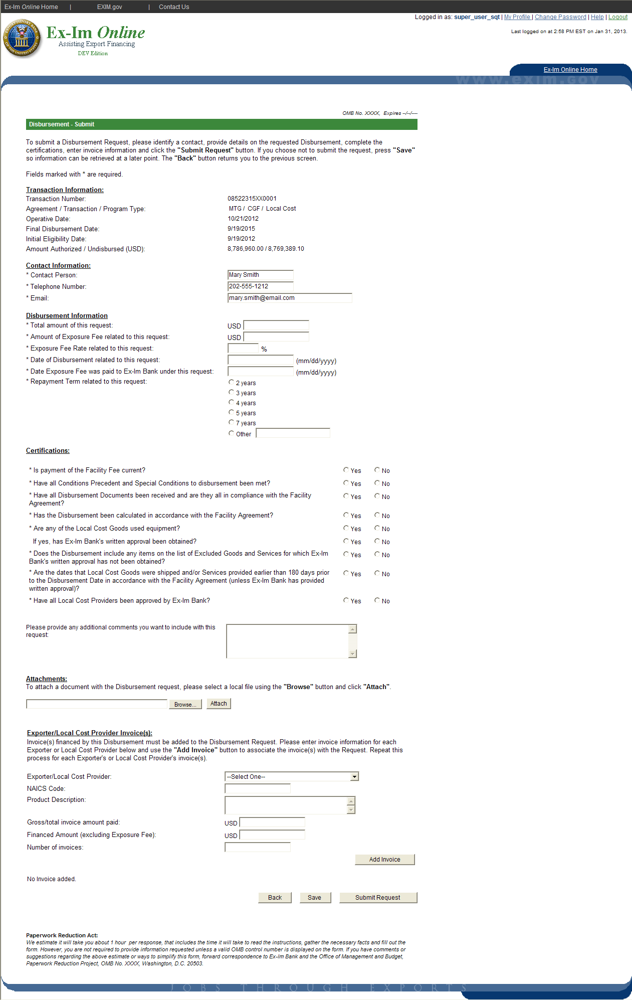 Ex-Im Online Home | EXIM.gov | Contact Us
Logged in as: super_user_sqt | My Profile | Change Password | Help | Logout
Last logged on at 2:58 PM EST on Jan 31, 2013.
EXPORT-IMPORT BANK OF THE UNITED STATES
Ex-Im Online
Assisting Export Financing
DEV Edition
Ex-Im Online Home
www.exim.gov
OMB No. XXXX, Expires --/--/----
Disbursement - Submit
To submit a Disbursement Request, please identify a contact, provide details on the requested Disbursement, complete the
certifications, enter invoice information and click the "Submit Request" button. If you choose not to submit the request, press "Save"
so information can be retrieved at a later point. The "Back" button returns you to the previous screen.
Fields marked with * are required.
Transaction Information:
Transaction Number: 08522315XX0001
Agreement / Transaction / Program Type: MTG / CGF / Local Cost
Operative Date: 10/21/2012
Final Disbursement Date: 9/19/2015
Initial Eligibility Date: 9/19/2012
Amount Authorized / Undisbursed (USD): 8,786,960.00 / 8,769,389.10
Contact Information:
* Contact Person: Mary Smith
* Telephone Number: 202-555-1212
* Email: mary.smith@email.com
Disbursement Information
* Total amount of this request: USD
* Amount of Exposure Fee related to this request: USD
* Exposure Fee Rate related to this request: %
* Date of Disbursement related to this request: (mm/dd/yyyy)
* Date Exposure Fee was paid to Ex-Im Bank under this request: (mm/dd/yyyy)
* Repayment Term related to this request: 2 years
3 years
4 years
5 years
7 years
Other
Certifications:
* Is payment of the Facility Fee current? Yes No
* Have all Conditions Precedent and Special Conditions to disbursement been met? Yes No
* Have all Disbursement Documents been received and are they all in compliance with the Facility Yes No
Agreement?
* Has the Disbursement been calculated in accordance with the Facility Agreement? Yes No
* Are any of the Local Cost Goods used equipment? Yes No
If yes, has Ex-Im Bank's written approval been obtained? Yes No
* Does the Disbursement include any items on the list of Excluded Goods and Services for which Ex-Im Yes No
Bank's written approval has not been obtained?
* Are the dates that Local Cost Goods were shipped and/or Services provided earlier than 180 days prior Yes No
to the Disbursement Date in accordance with the Facility Agreement (unless Ex-Im Bank has provided
written approval)?
* Have all Local Cost Providers been approved by Ex-Im Bank? Yes No
Please provide any additional comments you want to include with this
request:
Attachments:
To attach a document with the Disbursement request, please select a local file using the "Browse" button and click "Attach".
Browse... Attach
Exporter/Local Cost Provider Invoice(s):
Invoice(s) financed by this Disbursement must be added to the Disbursement Request. Please enter invoice information for each
Exporter or Local Cost Provider below and use the "Add Invoice" button to associate the invoice(s) with the Request. Repeat this
process for each Exporter's or Local Cost Provider's invoice(s).
Exporter/Local Cost Provider: --Select One--
NAICS Code:
Product Description:
Gross/total invoice amount paid: USD
Financed Amount (excluding Exposure Fee): USD
Number of invoices:
Add Invoice
No Invoice added.
Back Save Submit Request
Paperwork Reduction Act:
We estimate it will take you about 1 hour per response, that includes the time it will take to read the instructions, gather the necessary facts and fill out the
form. However, you are not required to provide information requested unless a valid OMB control number is displayed on the form. If you have comments or
suggestions regarding the above estimate or ways to simplify this form, forward correspondence to Ex-Im Bank and the Office of Management and Budget,
Paperwork Reduction Project, OMB No. XXXX, Washington, D.C. 20503.
JOBS THROUGH EXPORTS